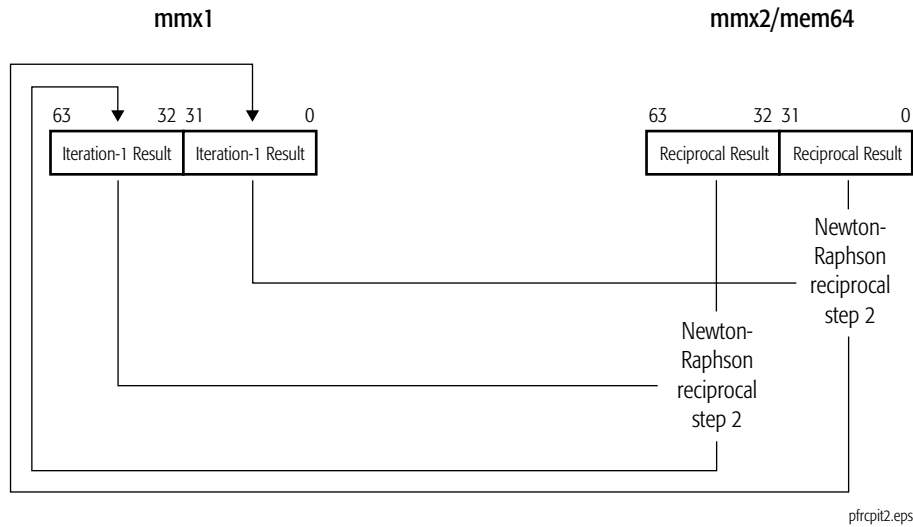 mmx1
mmx2/mem64
63 32 31 0
63 32 31 0
Iteration-1 Result Iteration-1 Result
Reciprocal Result Reciprocal Result
Newton-
Raphson
reciprocal
step 2
Newton-
Raphson
reciprocal
step 2
pfrcpit2.eps